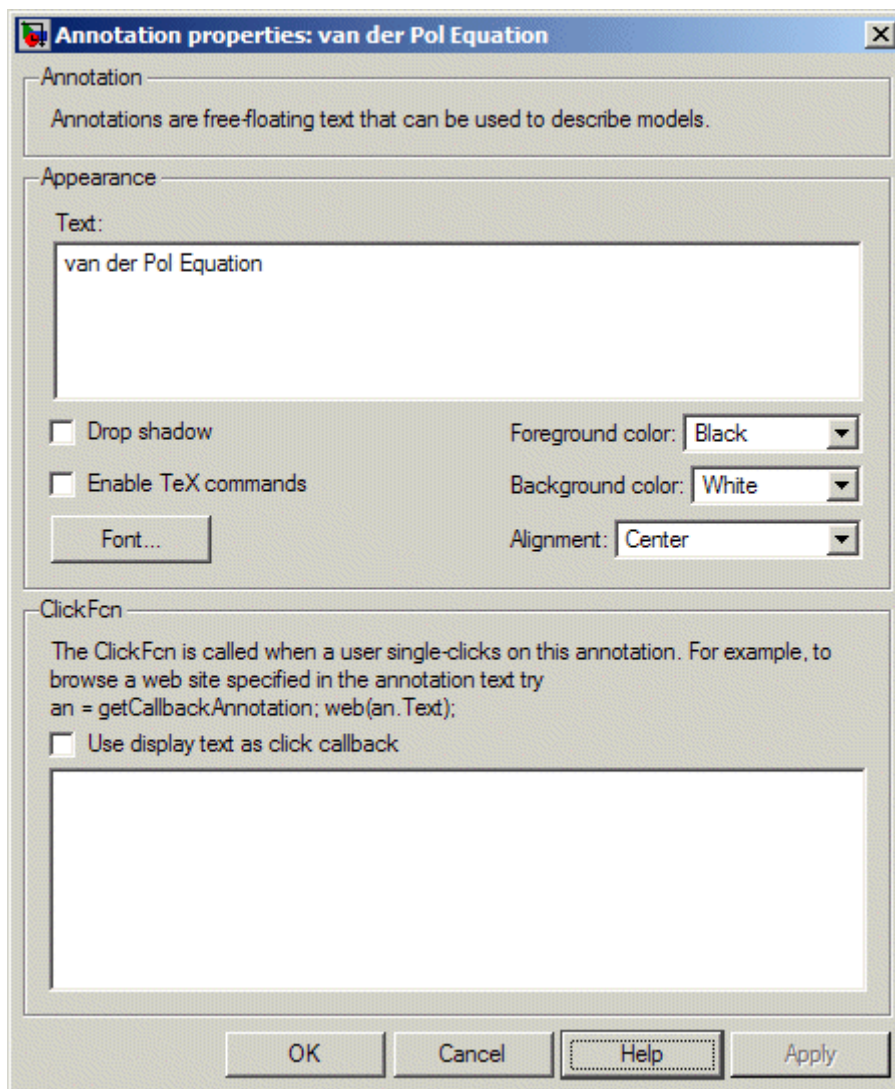 Annotation properties: van der Pol Equation
Annotation
Annotations are free-floating text that can be used to describe models.
Appearance
Text:
van der Pol Equation
Drop shadow
Foreground color: Black
Enable TeX commands
Background color: White
Font...
Alignment: Center
ClickFcn
The ClickFcn is called when a user single-clicks on this annotation. For example, to
browse a web site specified in the annotation text try
an = getCallbackAnnotation; web(an.Text);
Use display text as click callback
OK Cancel Help Apply